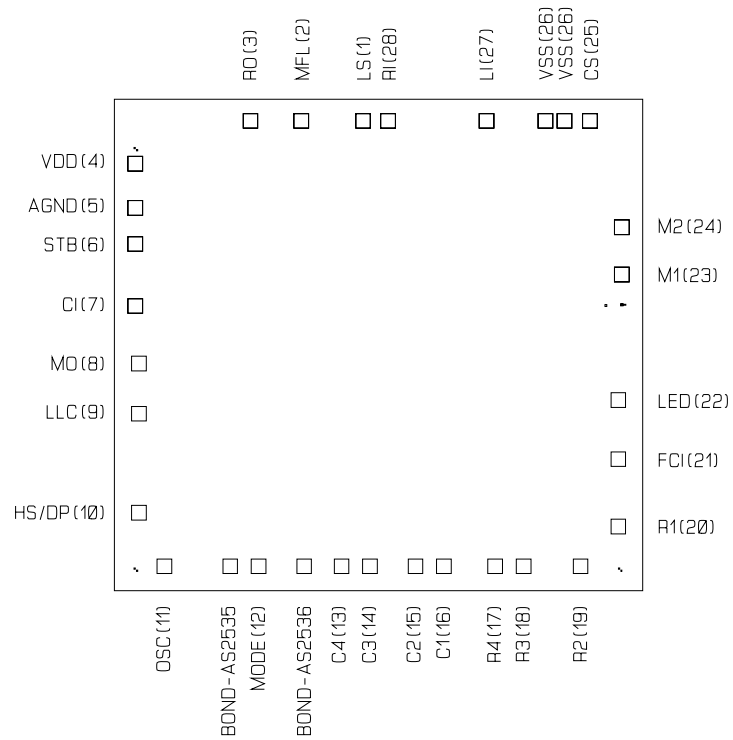 RO(3)
MFL(2)
LS(1)
RI(28)
LI(27)
VSS(26)
VSS(26)
CS(25)
VDD(4)
AGND(5)
STB(6)
CI(7)
MO(8)
LLC(9)
HS/DP(10)
M2(24)
M1(23)
LED(22)
FCI(21)
R1(20)
OSC(11)
BOND-AS2535
MODE(12)
BOND-AS2536
C4(13)
C3(14)
C2(15)
C1(16)
R4(17)
R3(18)
R2(19)